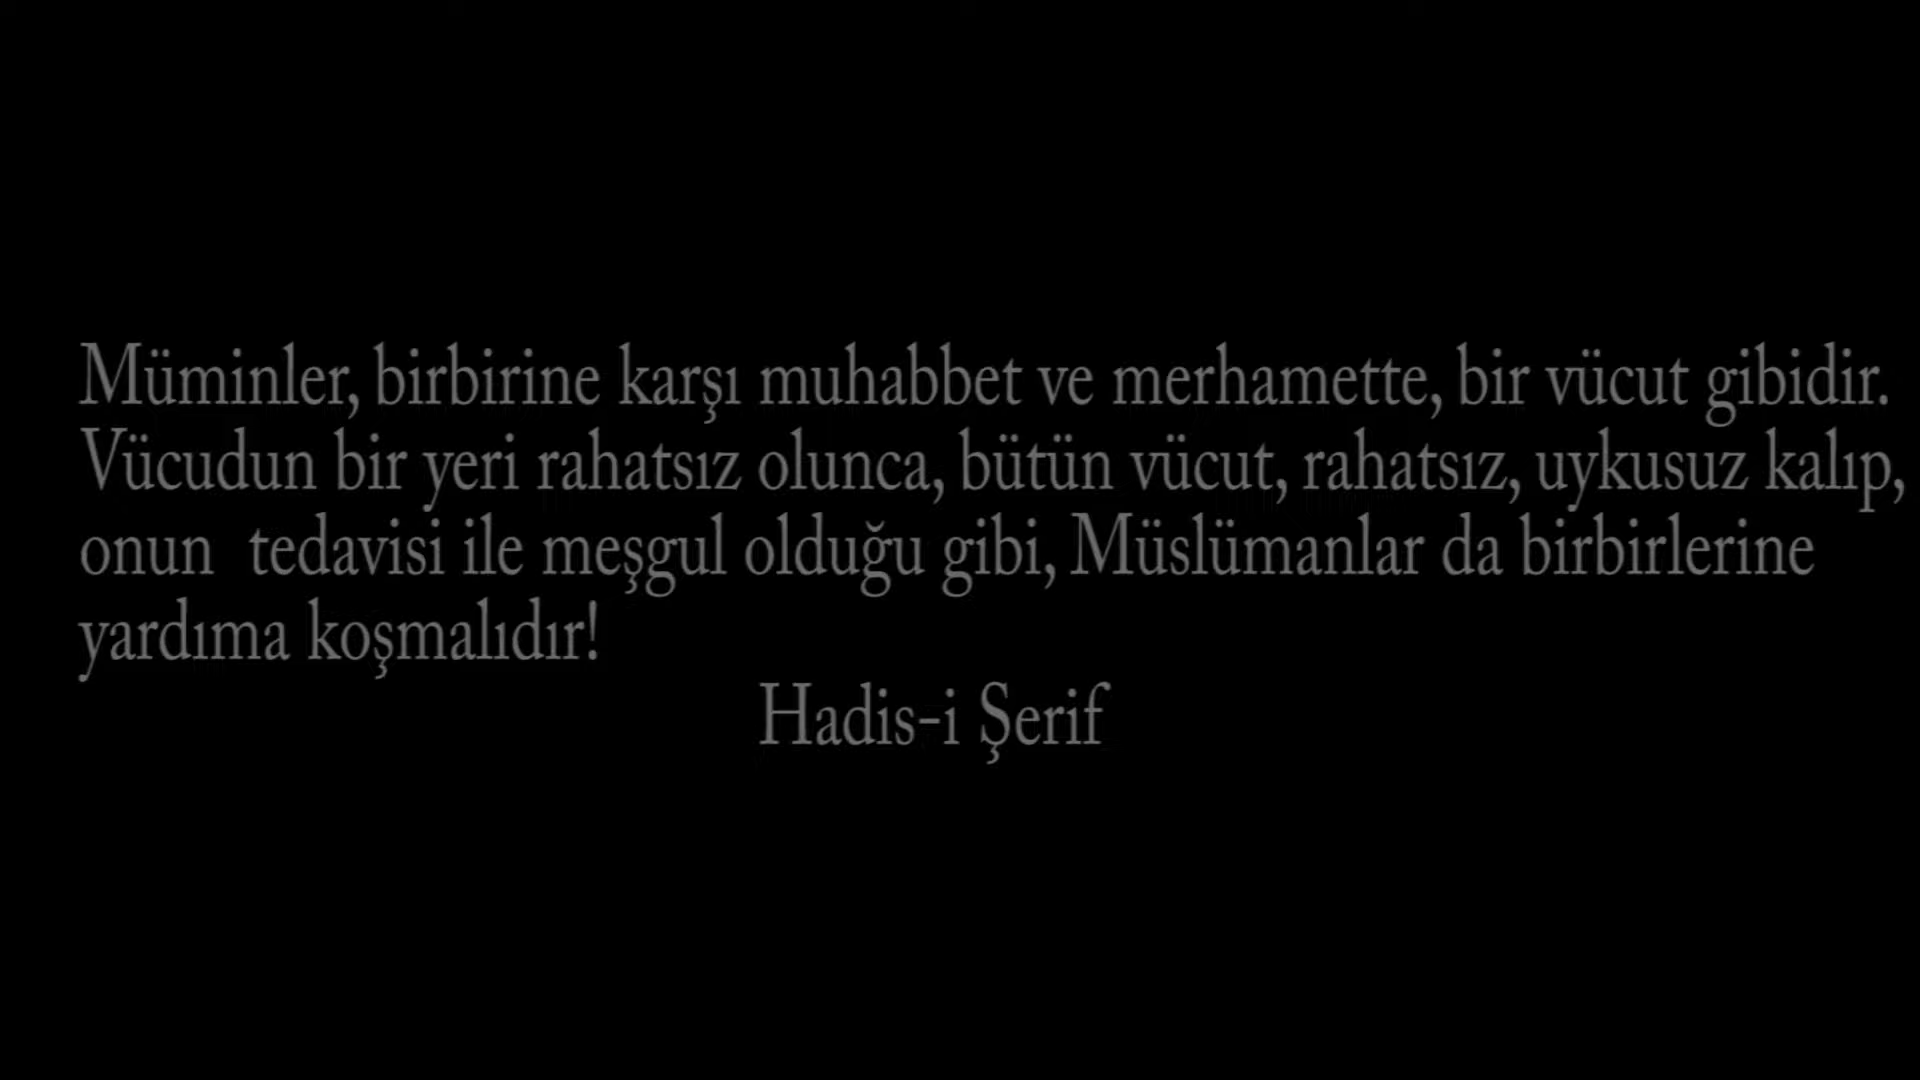 Müminler, birbirine karşı muhabbet ve merhamette, bir vücut gibidir.
Vücudun bir yeri rahatsız olunca, bütün vücut, rahatsız, uykusuz kalıp,
onun  tedavisi ile meşgul olduğu gibi, Müslümanlar da birbirlerine
yardıma koşmalıdır!
Hadis-i Şerif